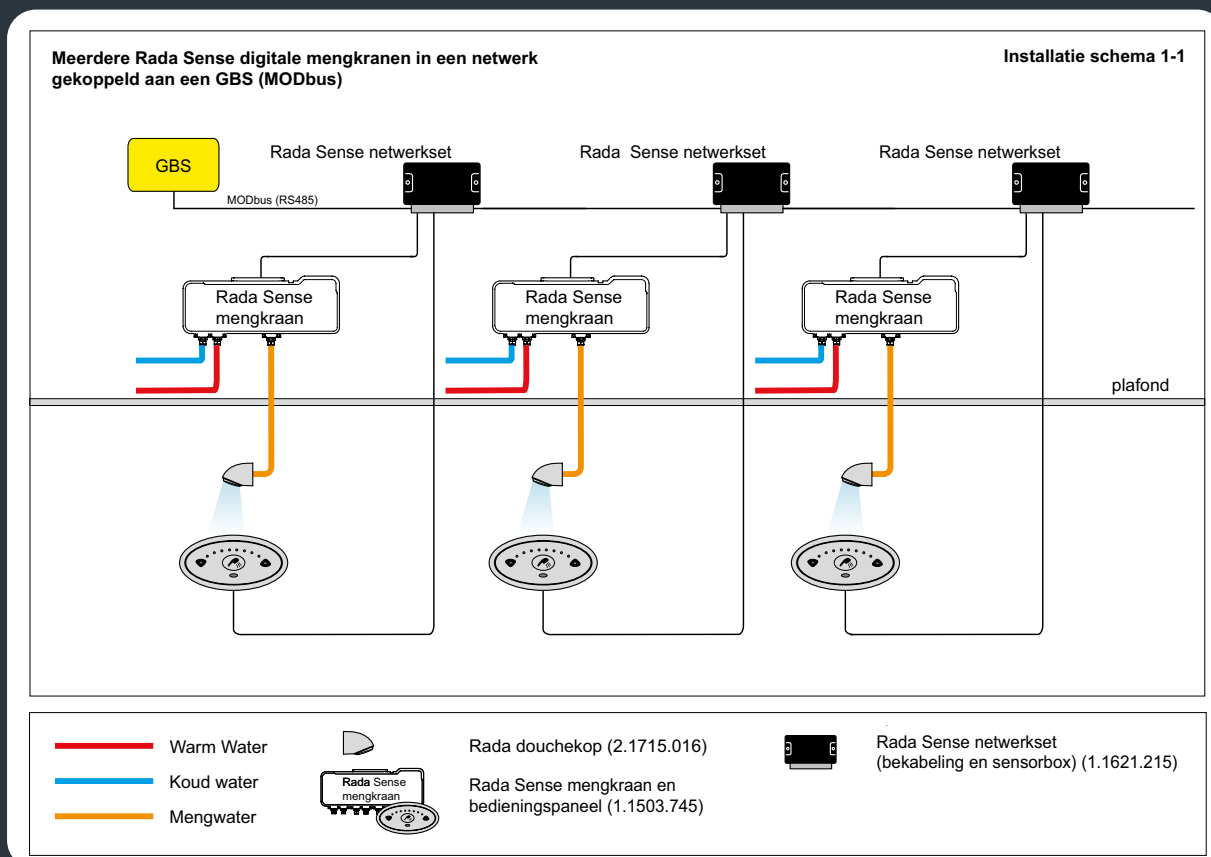 Meerdere Rada Sense digitale mengkranen in een netwerk
gekoppeld aan een GBS (MODbus)
Installatie schema 1-1
GBS
Rada Sense netwerkset
Rada Sense netwerkset
Rada Sense netwerkset
MODbus (RS485)
Rada Sense
mengkraan
Rada Sense
mengkraan
Rada Sense
mengkraan
plafond
Warm Water
Koud water
Mengwater
Rada douchekop (2.1715.016)
Rada Sense
mengkraan
Rada Sense mengkraan en
bedieningspaneel (1.1503.745)
Rada Sense netwerkset
(bekabeling en sensorbox) (1.1621.215)